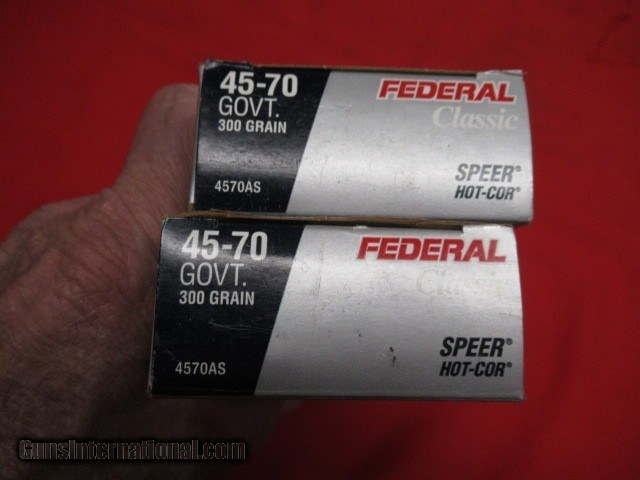 45-70
GOVT.
300 GRAIN
4570AS
FEDERAL®
Classic
SPEER®
HOT-COR®
45-70
GOVT.
300 GRAIN
4570AS
FEDERAL®
Classic
SPEER®
HOT-COR®
GunsInternational.com